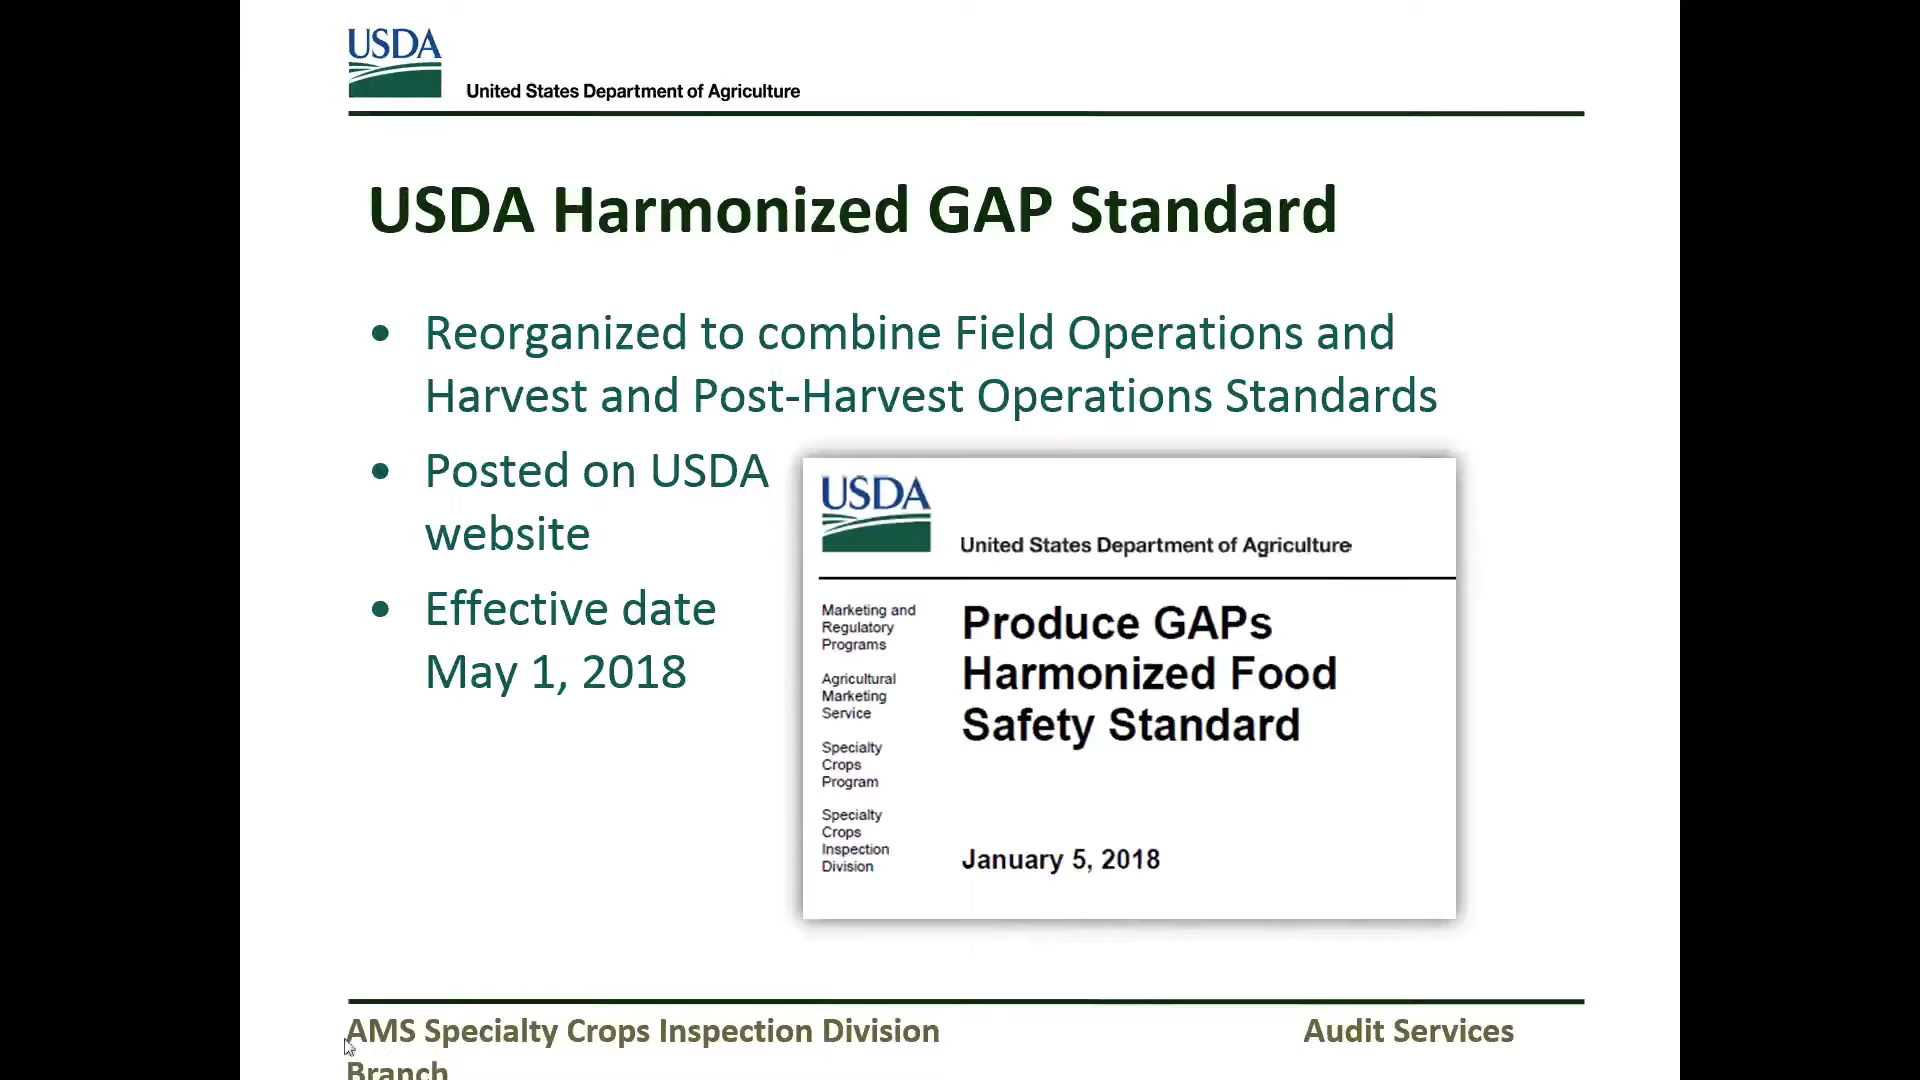 USDA
United States Department of Agriculture
USDA Harmonized GAP Standard
• Reorganized to combine Field Operations and
Harvest and Post-Harvest Operations Standards
• Posted on USDA
website
• Effective date
May 1, 2018
USDA
United States Department of Agriculture
Marketing and
Regulatory
Programs
Agricultural
Marketing
Service
Specialty
Crops
Program
Specialty
Crops
Inspection
Division
Produce GAPs
Harmonized Food
Safety Standard
January 5, 2018
AMS Specialty Crops Inspection Division Audit Services
Branch